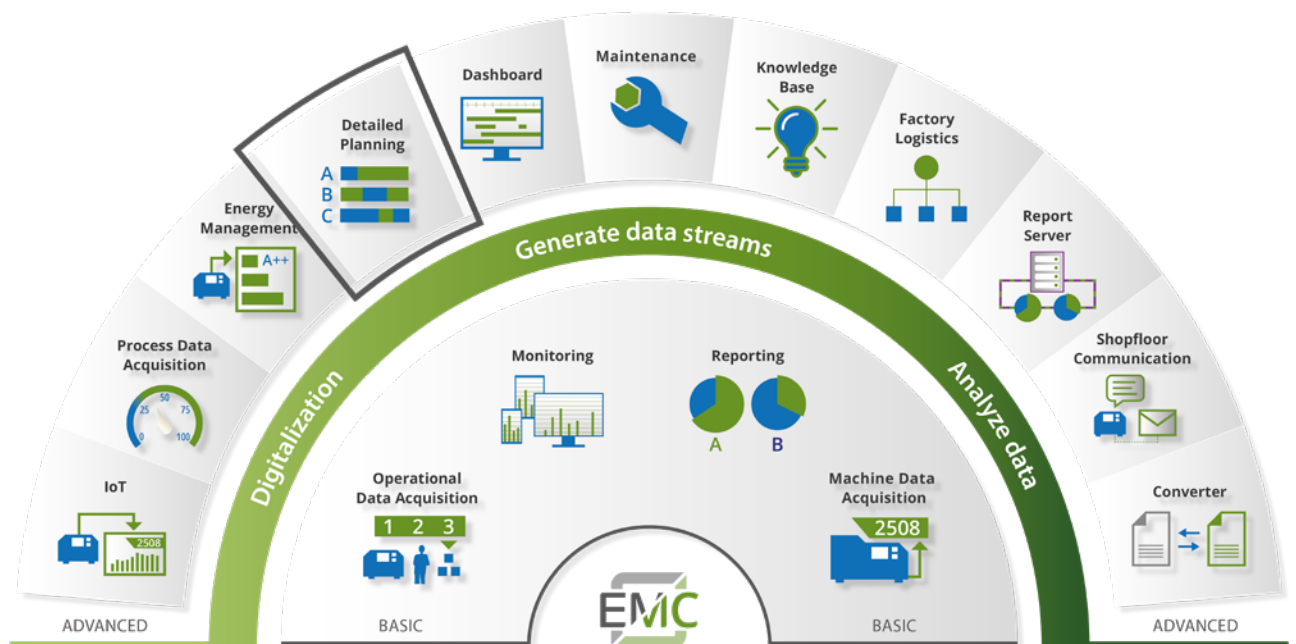 Maintenance
Dashboard
Knowledge
Base
Detailed
Planning
A
B
C
Factory
Logistics
Energy
Management
A++
Generate data streams
Report
Server
Process Data
Acquisition
0
25
50
75
100
Monitoring
Reporting
A
B
Shopfloor
Communication
Digitalization
Analyze data
IoT
2508
Operational
Data Acquisition
1 2 3
Machine Data
Acquisition
2508
Converter
EMC
ADVANCED
BASIC
BASIC
ADVANCED